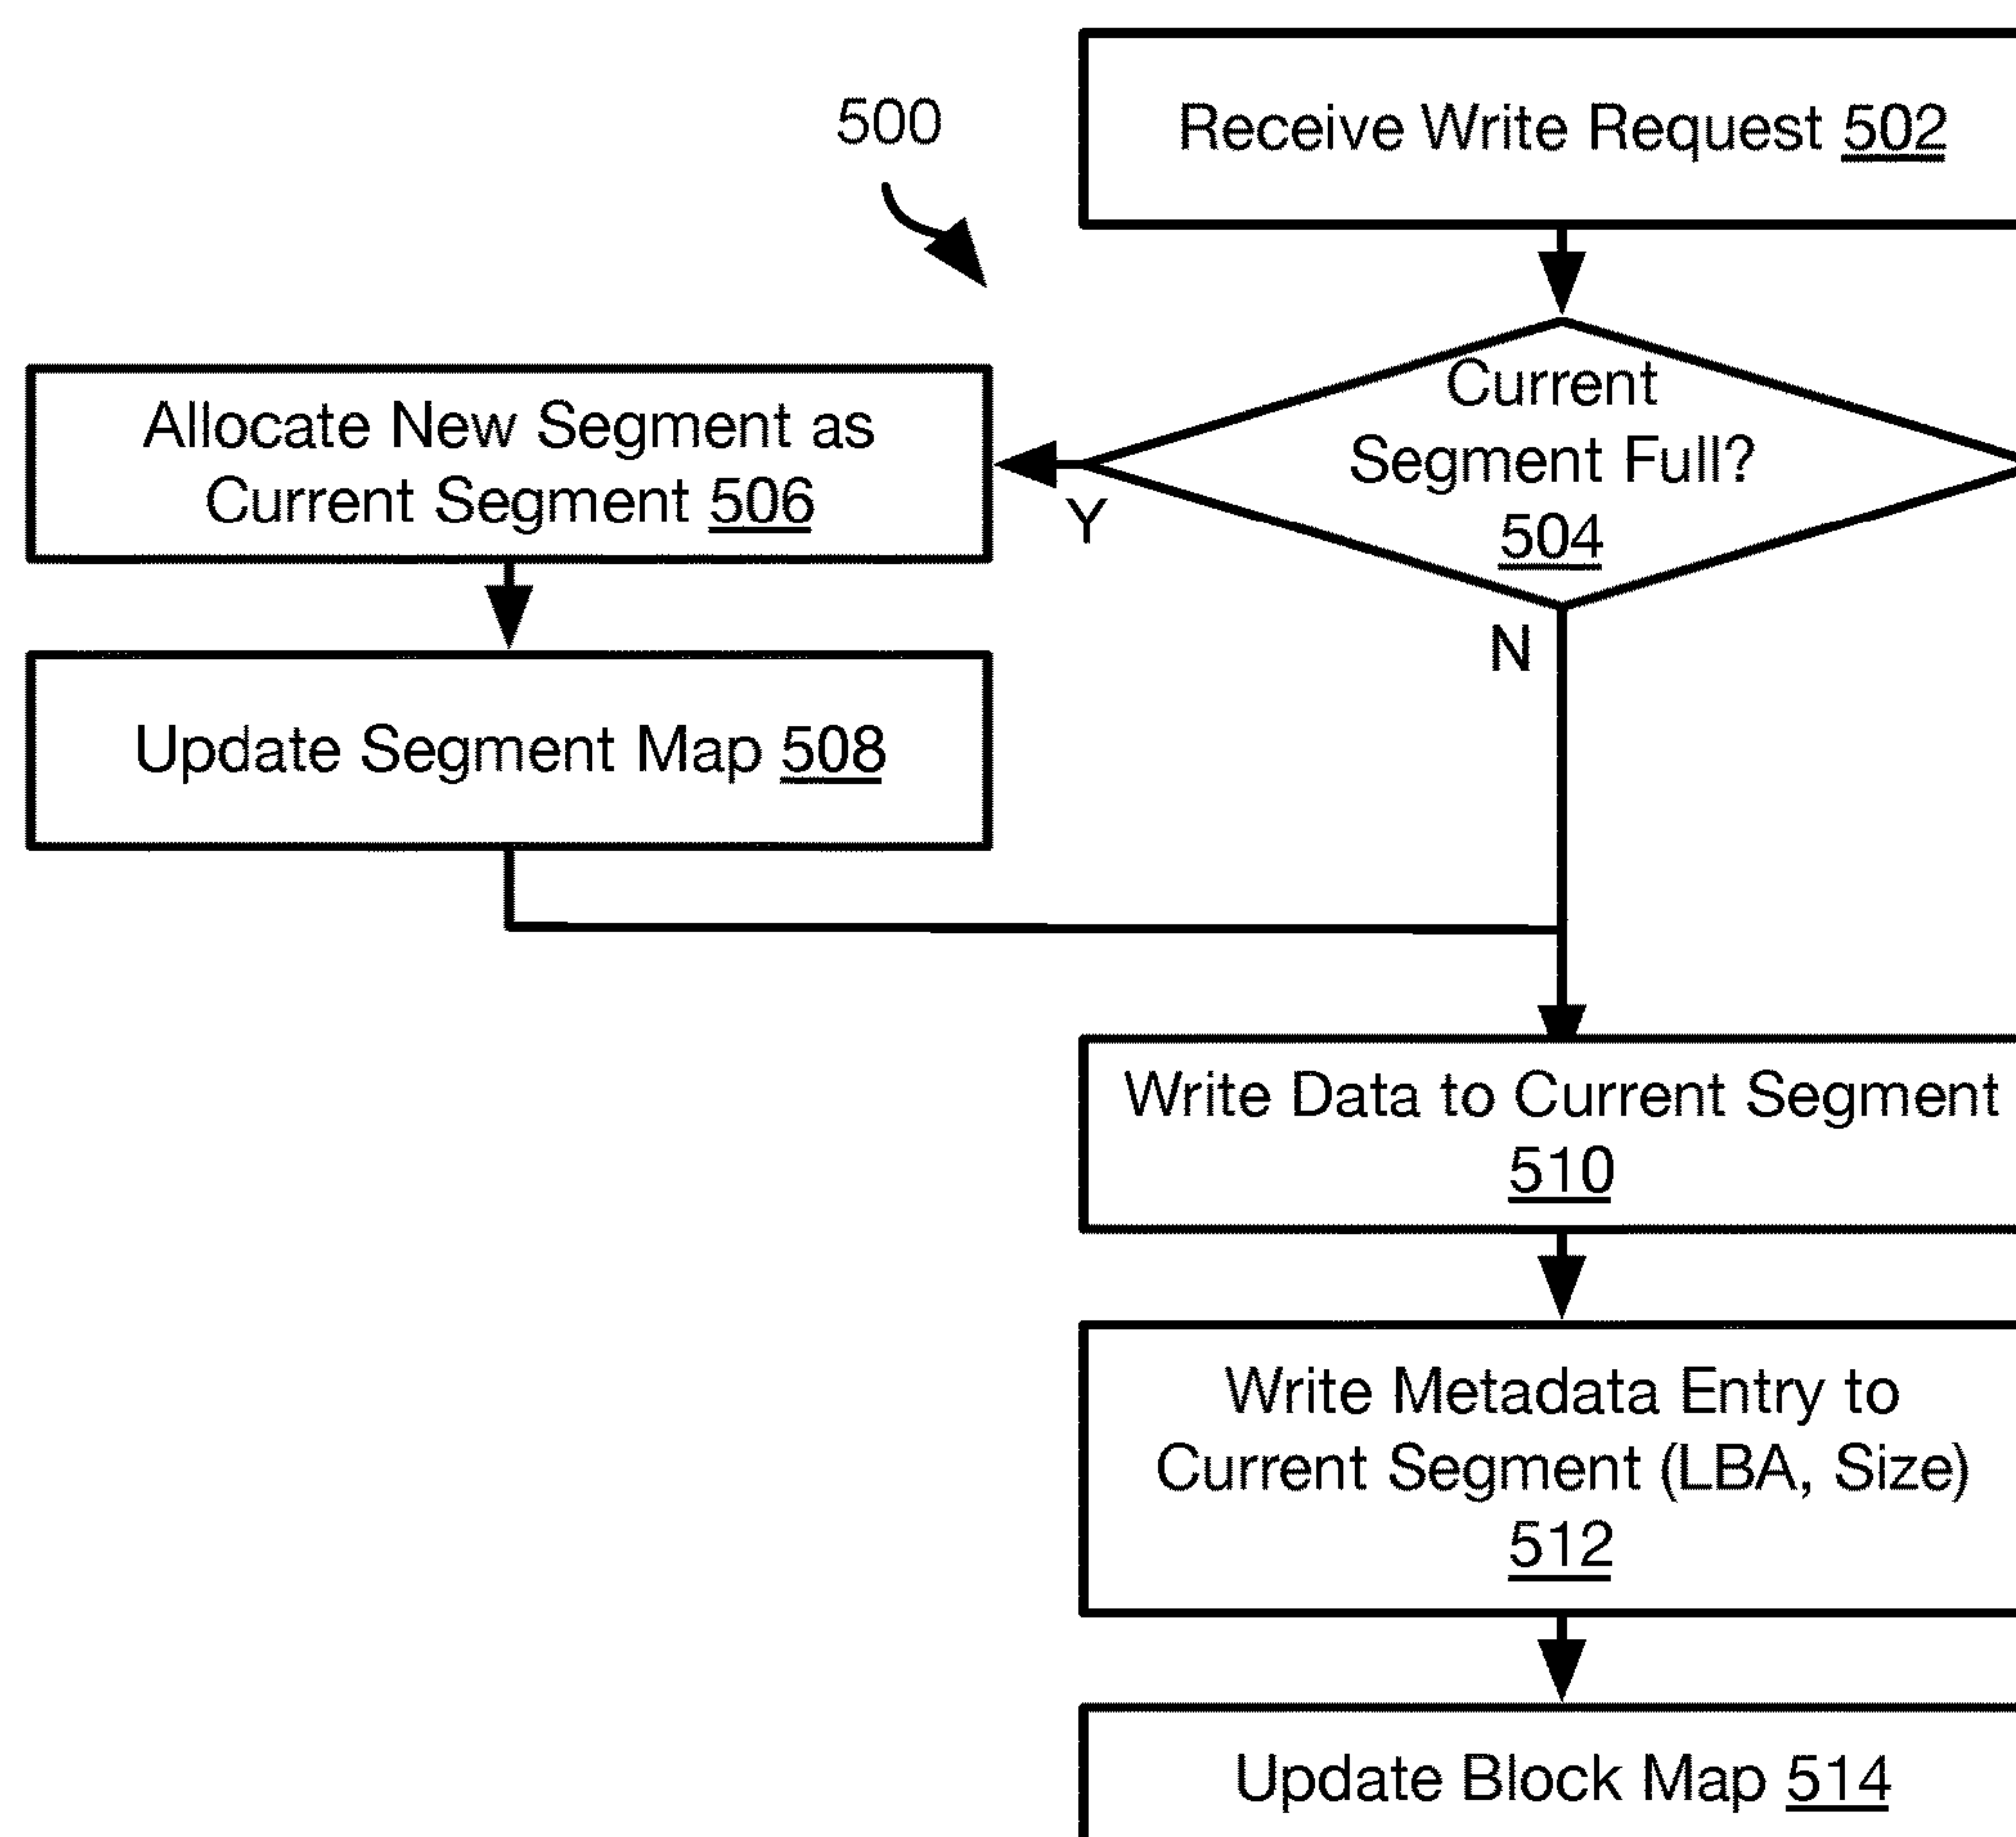 500
Receive Write Request 502
Current
Segment Full?
504
Y
N
Allocate New Segment as
Current Segment 506
Update Segment Map 508
Write Data to Current Segment
510
Write Metadata Entry to
Current Segment (LBA, Size)
512
Update Block Map 514